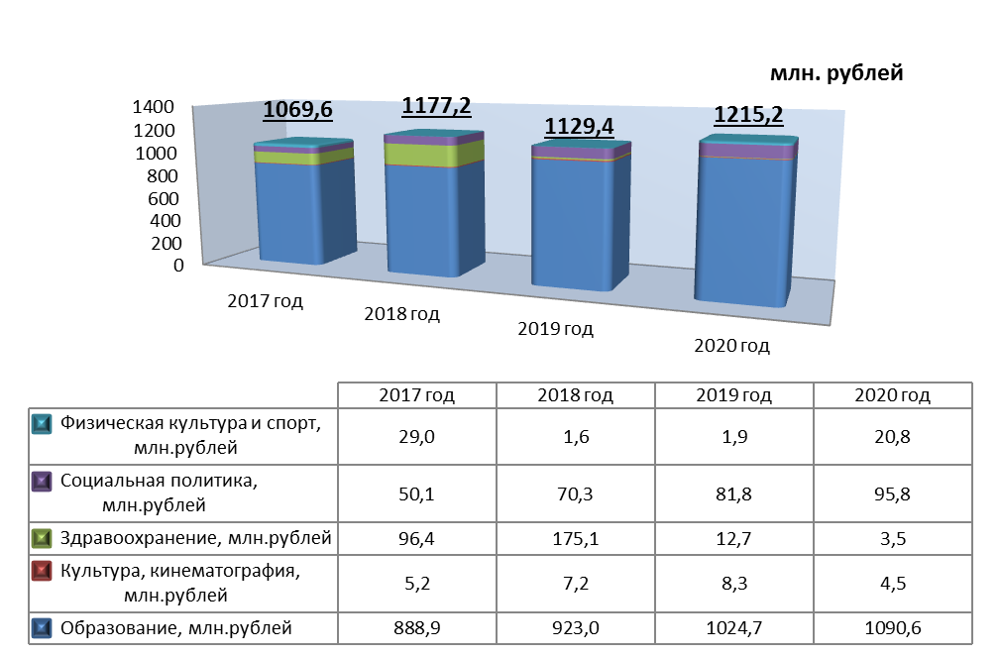 млн. рублей
1069,6
1177,2
1129,4
1215,2
1400
1200
1000
800
600
400
200
0
2017 год
2018 год
2019 год
2020 год
2017 год 2018 год 2019 год 2020 год
Физическая культура и спорт,
млн.рублей
29,0 1,6 1,9 20,8
Социальная политика,
млн.рублей
50,1 70,3 81,8 95,8
Здравоохранение, млн.рублей 96,4 175,1 12,7 3,5
Культура, кинематография,
млн.рублей
5,2 7,2 8,3 4,5
Образование, млн.рублей 888,9 923,0 1024,7 1090,6